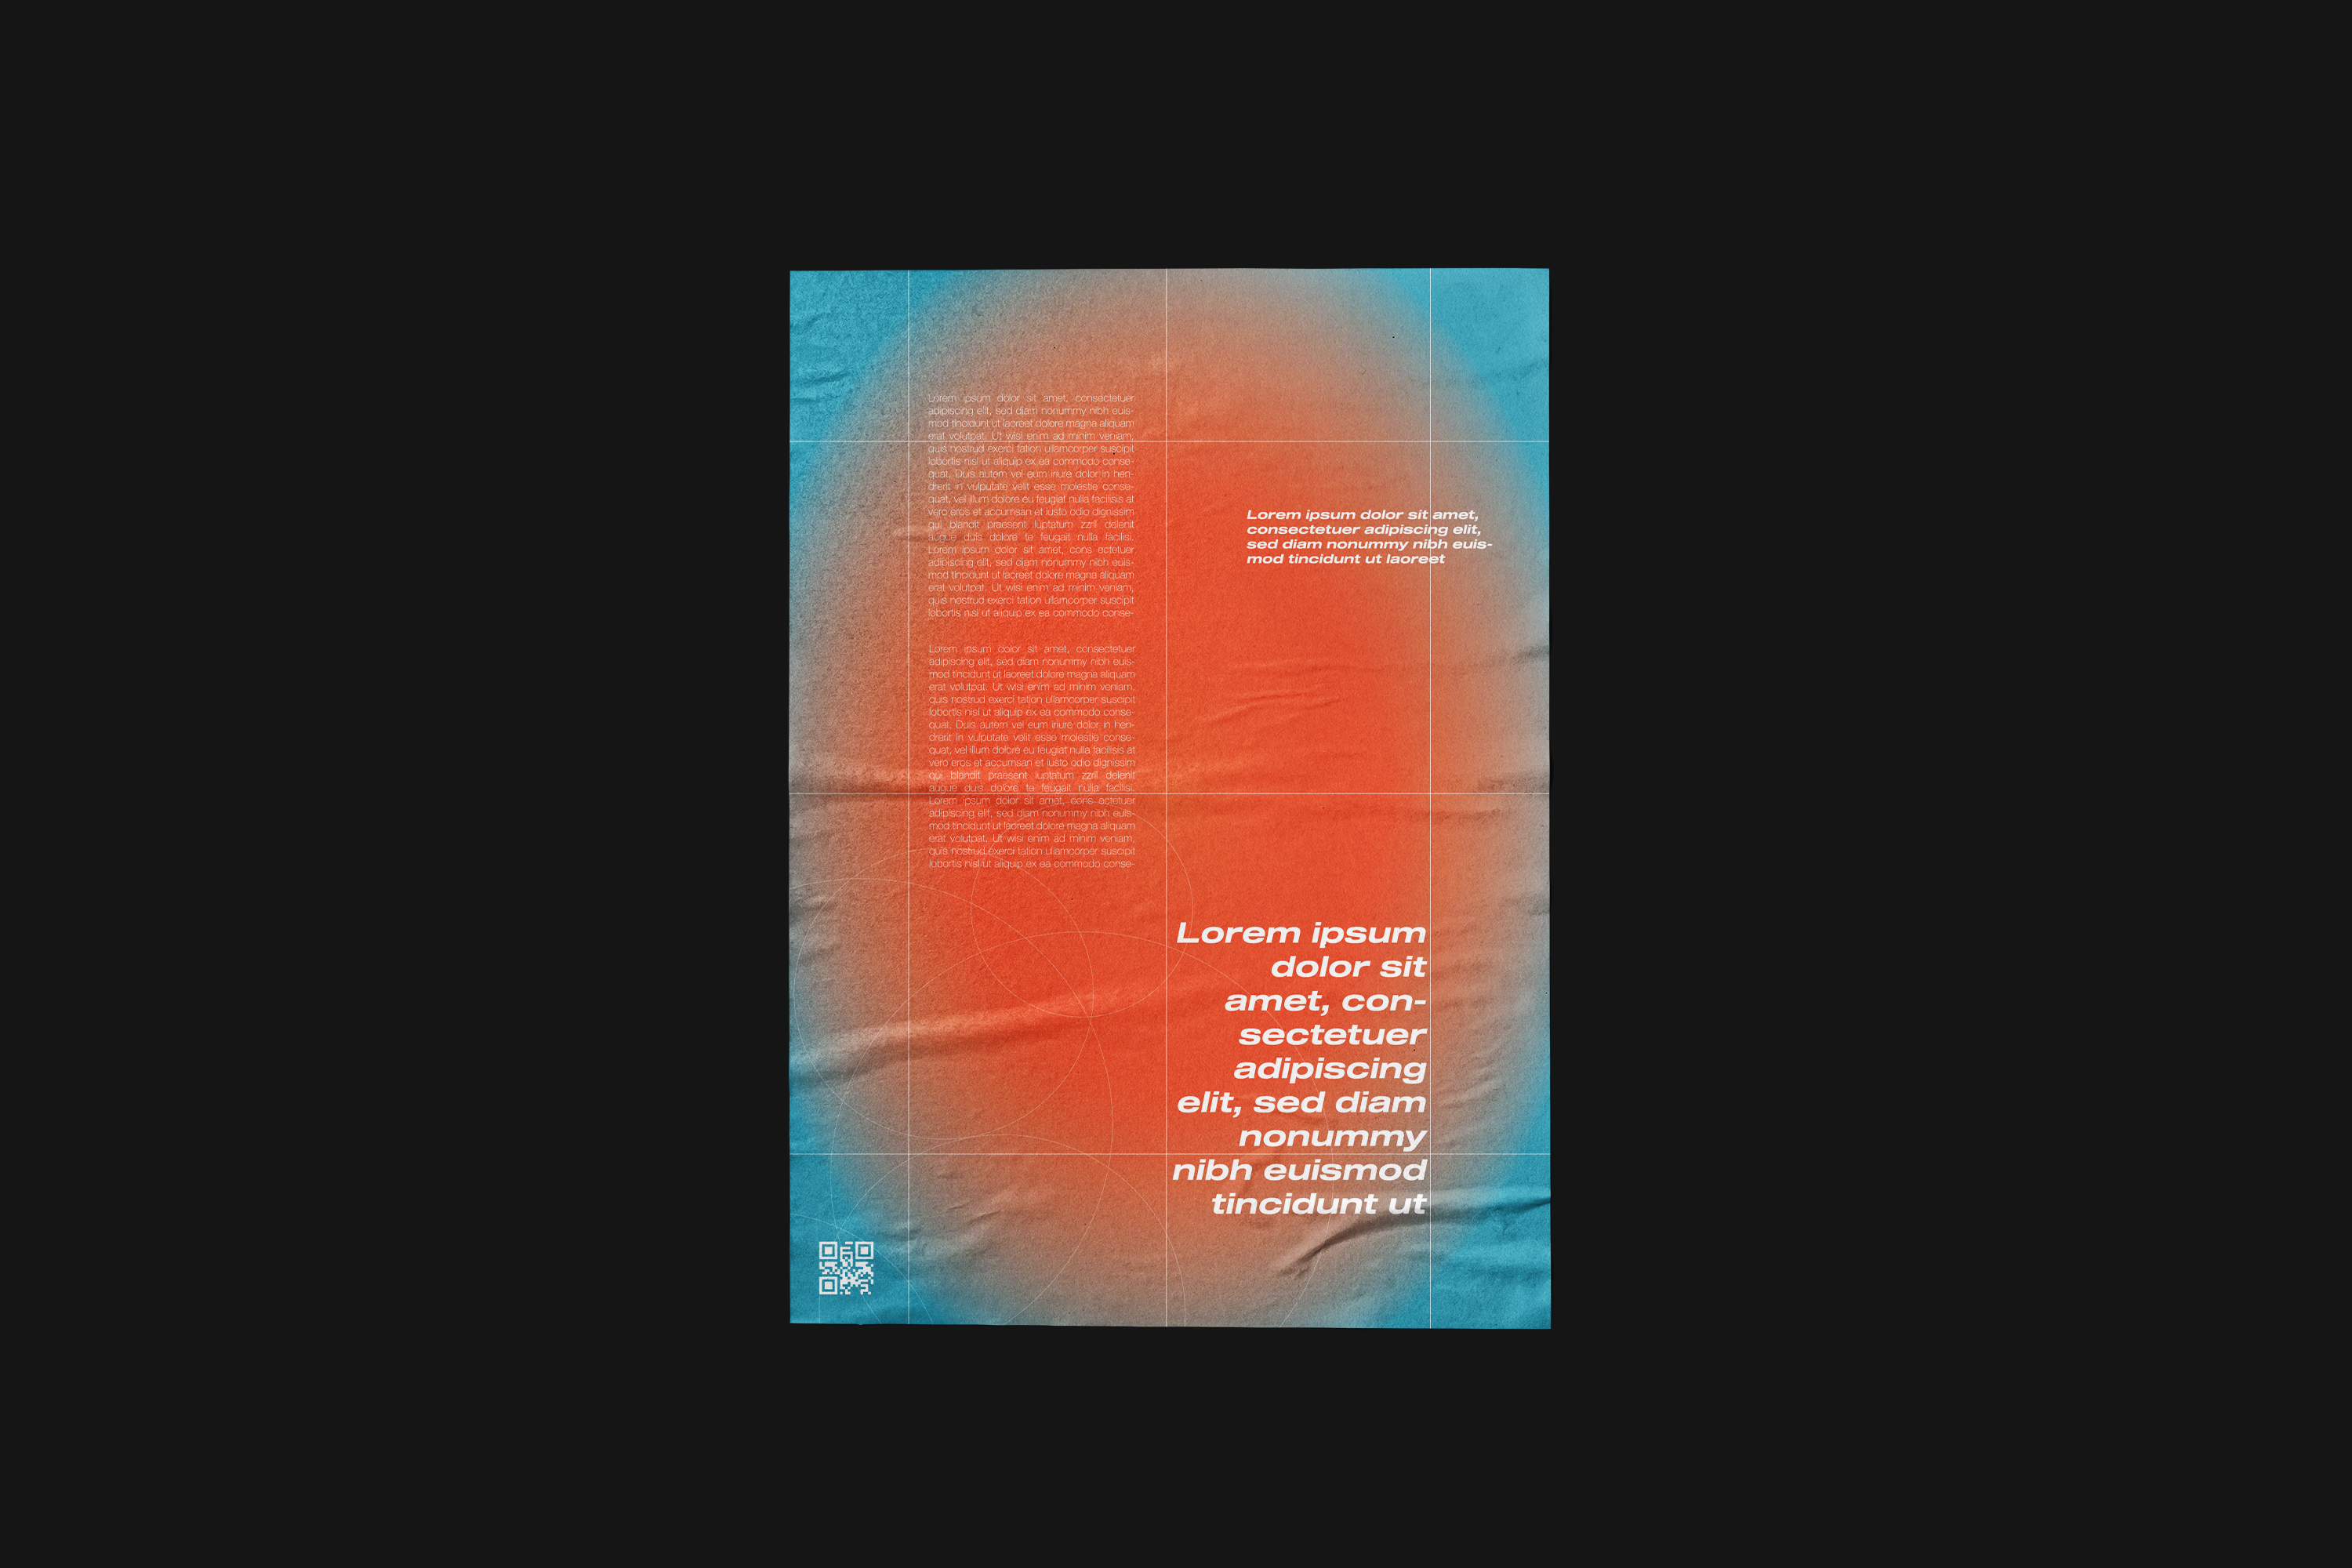 Lorem ipsum dolor sit amet, consectetuer
adipiscing elit, sed diam nonummy nibh euis-
mod tincidunt ut laoreet dolore magna aliquam
erat volutpat. Ut wisi enim ad minim veniam,
quis nostrud exerci tation ullamcorper suscipit
lobortis nisl ut aliquip ex ea commodo conse-
quat. Duis autem vel eum iriure dolor in hen-
drerit in vulputate velit esse molestie conse-
quat, vel illum dolore eu feugiat nulla facilisis at
vero eros et accumsan et iusto odio dignissim
qui blandit praesent luptatum zzril delenit
augue duis dolore te feugait nulla facilisi.
Lorem ipsum dolor sit amet, cons ectetuer
adipiscing elit, sed diam nonummy nibh euis-
mod tincidunt ut laoreet dolore magna aliquam
erat volutpat. Ut wisi enim ad minim veniam,
quis nostrud exerci tation ullamcorper suscipit
lobortis nisl ut aliquip ex ea commodo conse-
Lorem ipsum dolor sit amet, consectetuer
adipiscing elit, sed diam nonummy nibh euis-
mod tincidunt ut laoreet dolore magna aliquam
erat volutpat. Ut wisi enim ad minim veniam,
quis nostrud exerci tation ullamcorper suscipit
lobortis nisl ut aliquip ex ea commodo conse-
quat. Duis autem vel eum iriure dolor in hen-
drerit in vulputate velit esse molestie conse-
quat, vel illum dolore eu feugiat nulla facilisis at
vero eros et accumsan et iusto odio dignissim
qui blandit praesent luptatum zzril delenit
augue duis dolore te feugait nulla facilisi.
Lorem ipsum dolor sit amet, cons ectetuer
adipiscing elit, sed diam nonummy nibh euis-
mod tincidunt ut laoreet dolore magna aliquam
erat volutpat. Ut wisi enim ad minim veniam,
quis nostrud exerci tation ullamcorper suscipit
lobortis nisl ut aliquip ex ea commodo conse-
Lorem ipsum dolor sit amet,
consectetuer adipiscing elit,
sed diam nonummy nibh euis-
mod tincidunt ut laoreet
Lorem ipsum
dolor sit
amet, con-
sectetuer
adipiscing
elit, sed diam
nonummy
nibh euismod
tincidunt ut